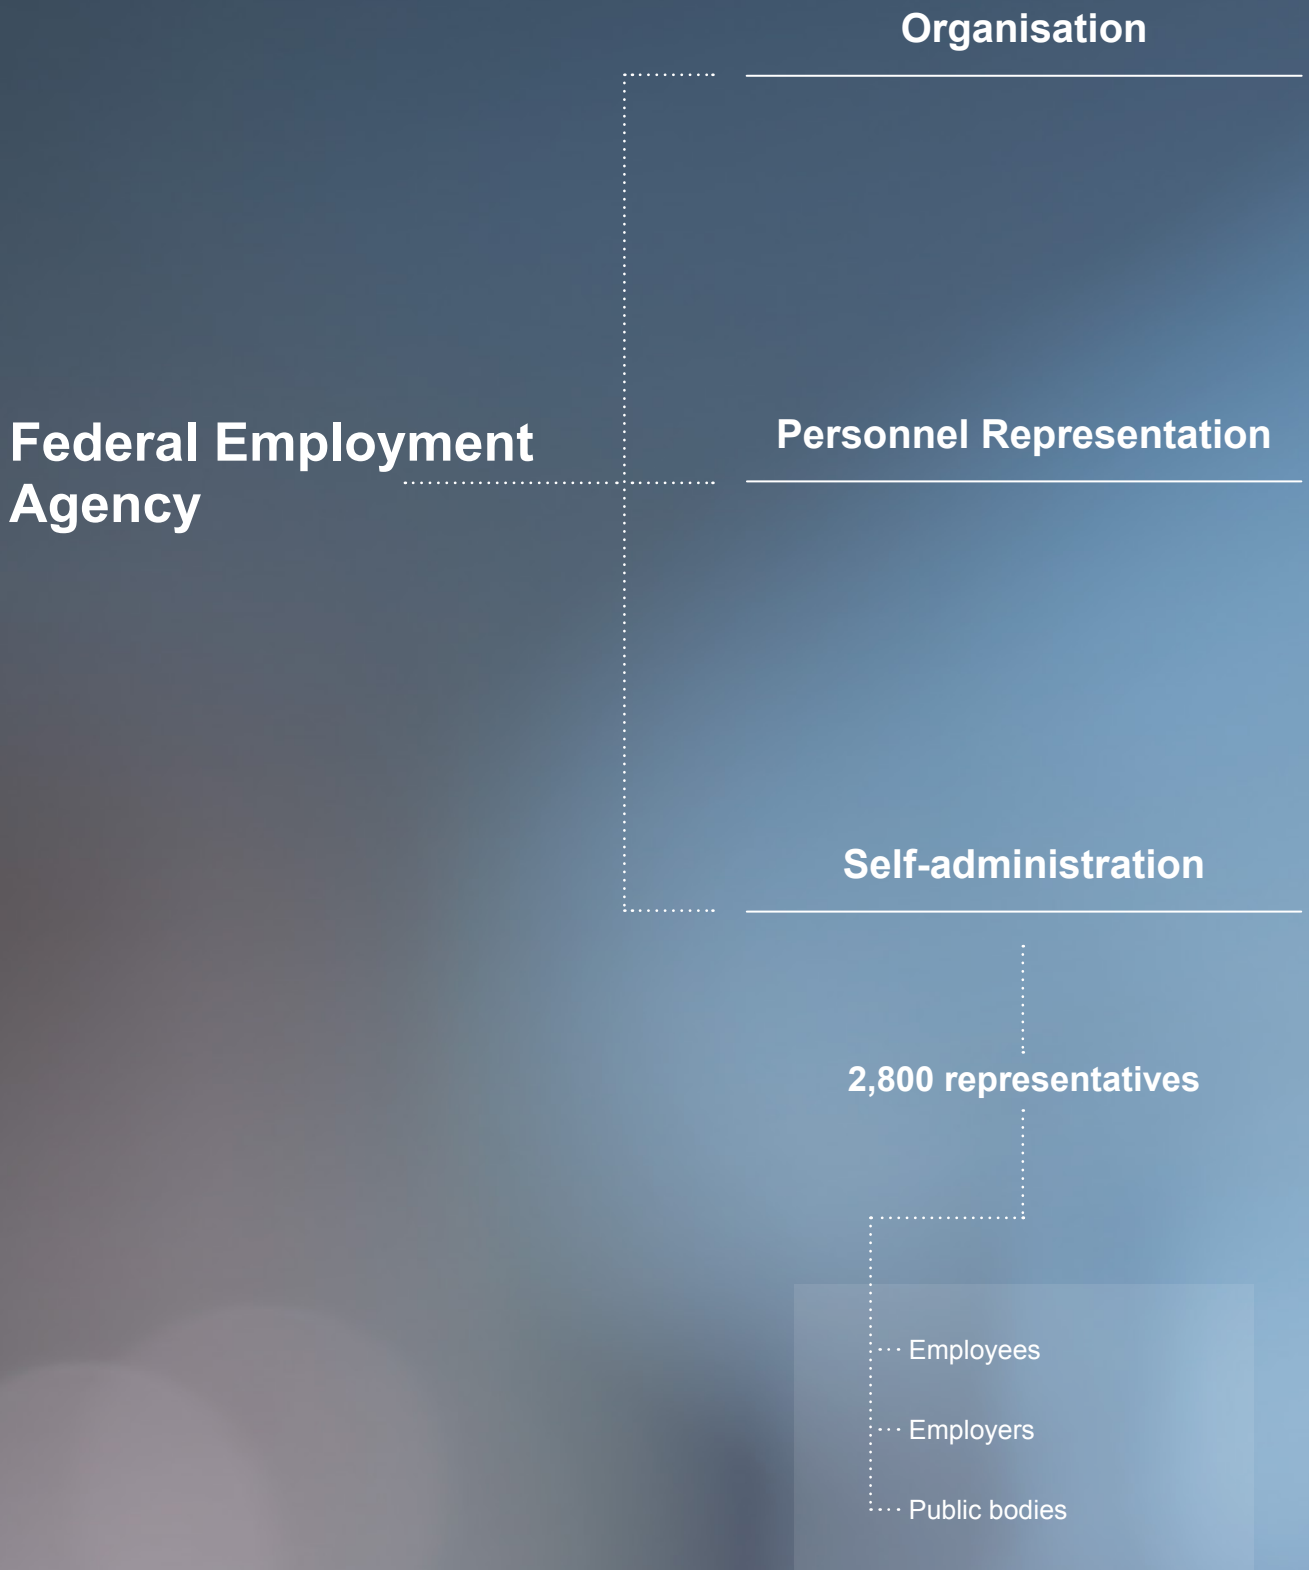 Organisation
Federal Employment
Agency
Personnel Representation
Self-administration
2,800 representatives
Employees
Employers
Public bodies